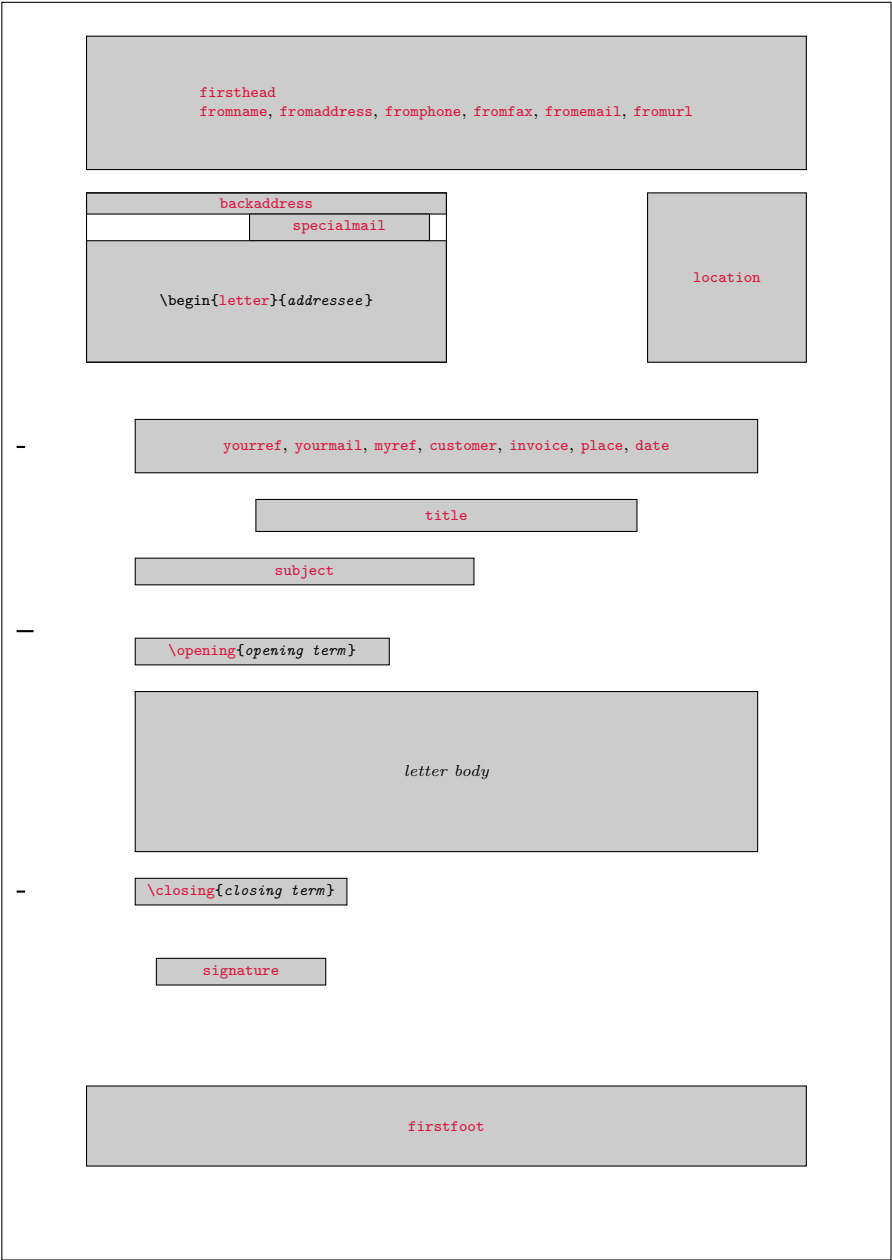 firsthead
fromname, fromaddress, fromphone, fromfax, fromemail, fromurl
backaddress
specialmail
\begin{letter}{addressee}
location
yourref, yourmail, myref, customer, invoice, place, date
title
subject
\opening{opening term}
letter body
\closing{closing term}
signature
firstfoot